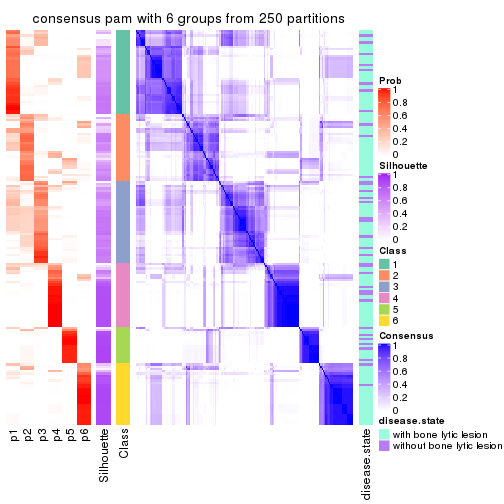 consensus pam with 6 groups from 250 partitions
Prob
1
0.8
0.6
0.4
0.2
0
Silhouette
1
0.8
0.6
0.4
0.2
0
Class
1
2
3
4
5
6
Consensus
1
0.8
0.6
0.4
0.2
0
disease.state
with bone lytic lesion
without bone lytic lesion
p1
p2
p3
p4
p5
p6
Silhouette
Class
disease.state